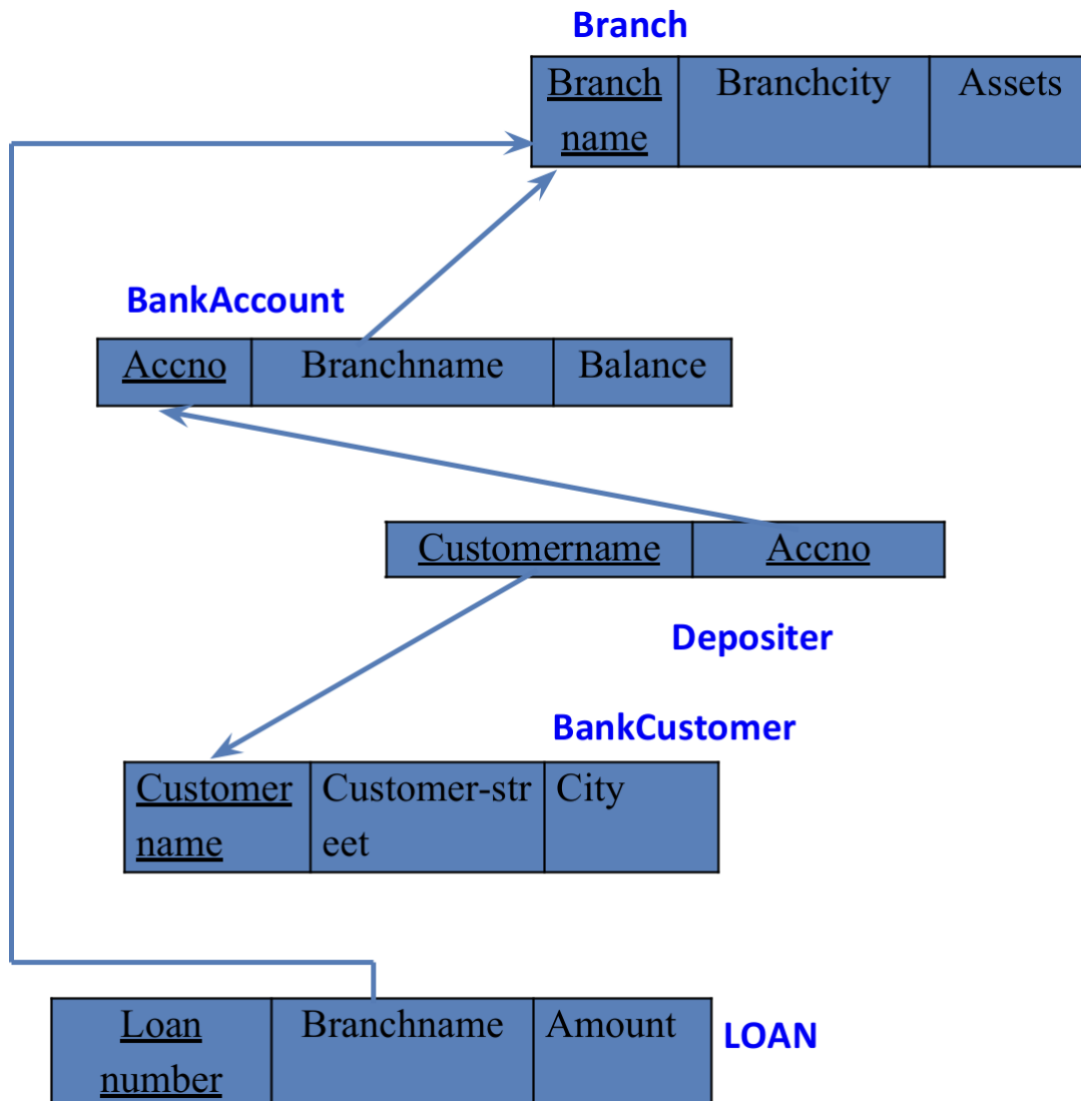 Branch
Branch Branchcity Assets
name
BankAccount
Accno Branchname Balance
Customername Accno
Depositer
BankCustomer
Customer Customer-str City
name eet
Loan Branchname Amount
number
LOAN